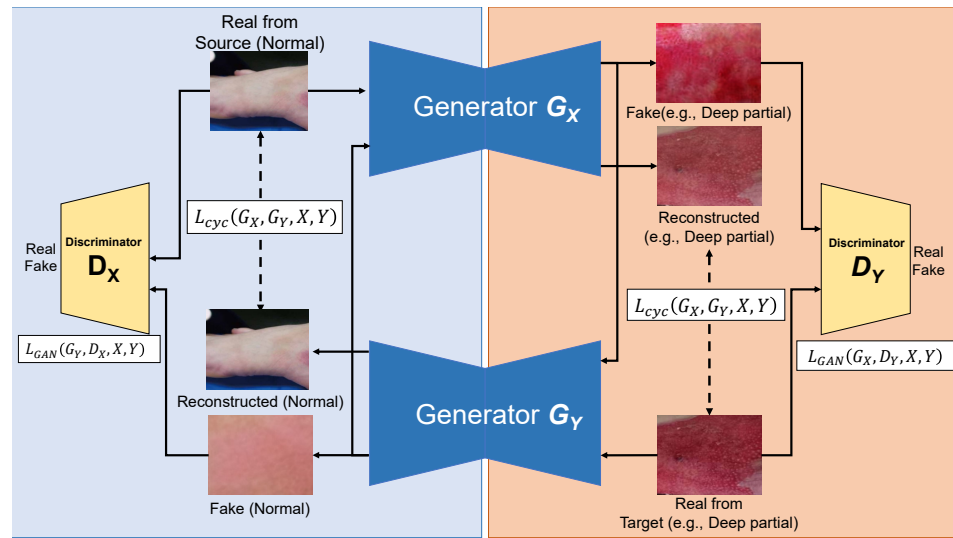 Real from
Source (Normal)
Generator G_X
Fake(e.g., Deep partial)
L_cyc(G_X, G_Y, X, Y)
Reconstructed
(e.g., Deep partial)
Discriminator
D_X
Real
Fake
Discriminator
D_Y
Real
Fake
L_cyc(G_X, G_Y, X, Y)
L_GAN(G_Y, D_X, X, Y)
L_GAN(G_X, D_Y, X, Y)
Reconstructed (Normal)
Generator G_Y
Fake (Normal)
Real from
Target (e.g., Deep partial)